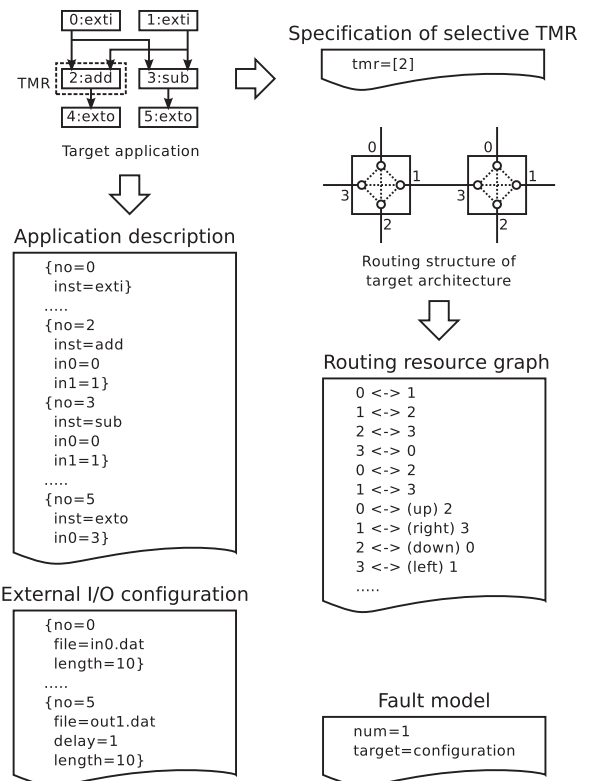 0:exti
1:exti
TMR
2:add
3:sub
4:exto
5:exto
Target application
Specification of selective TMR
tmr=[2]
0
1
2
3
0
1
2
3
Routing structure of
target architecture
Application description
{no=0
inst=exti}
.....
{no=2
inst=add
in0=0
in1=1}
{no=3
inst=sub
in0=0
in1=1}
.....
{no=5
inst=exto
in0=3}
Routing resource graph
0 <-> 1
1 <-> 2
2 <-> 3
3 <-> 0
0 <-> 2
1 <-> 3
0 <-> (up) 2
1 <-> (right) 3
2 <-> (down) 0
3 <-> (left) 1
.....
External I/O configuration
{no=0
file=in0.dat
length=10}
.....
{no=5
file=out1.dat
delay=1
length=10}
Fault model
num=1
target=configuration